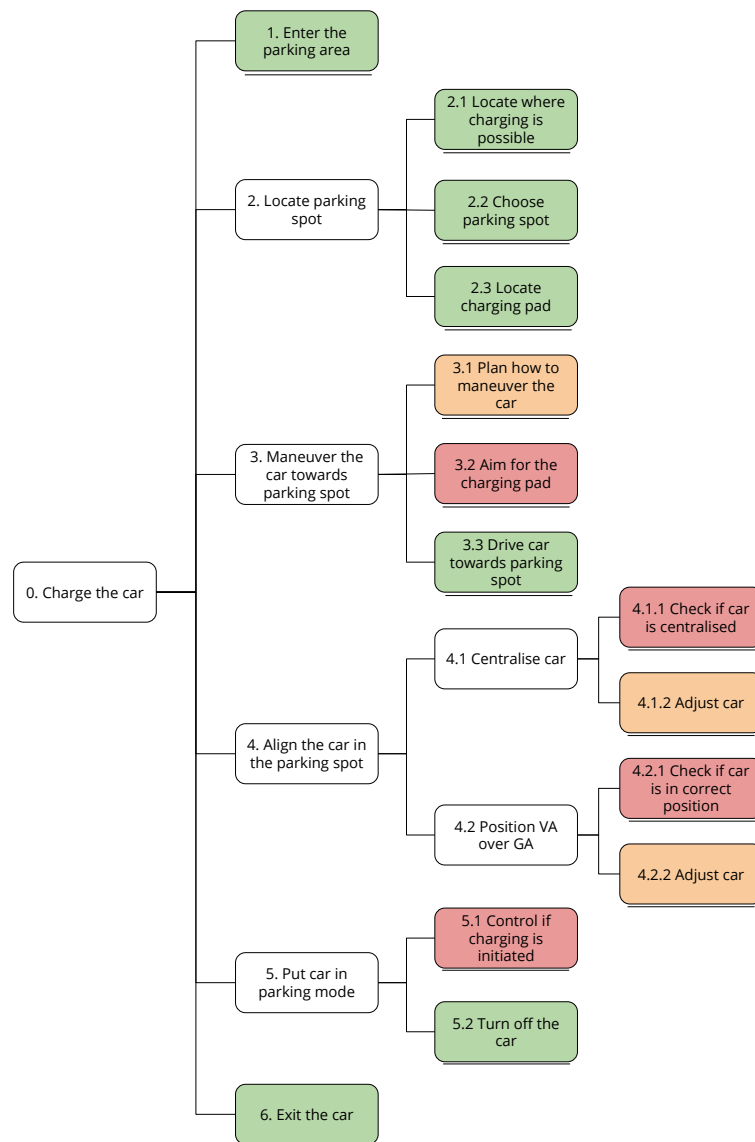 1. Enter the
parking area
2.1 Locate where
charging is
possible
2. Locate parking
spot
2.2 Choose
parking spot
2.3 Locate
charging pad
3.1 Plan how to
maneuver the
car
3. Maneuver the
car towards
parking spot
3.2 Aim for the
charging pad
3.3 Drive car
towards parking
spot
0. Charge the car
4.1.1 Check if car
is centralised
4.1 Centralise car
4.1.2 Adjust car
4. Align the car in
the parking spot
4.2.1 Check if car
is in correct
position
4.2 Position VA
over GA
4.2.2 Adjust car
5.1 Control if
charging is
initiated
5. Put car in
parking mode
5.2 Turn off the
car
6. Exit the car